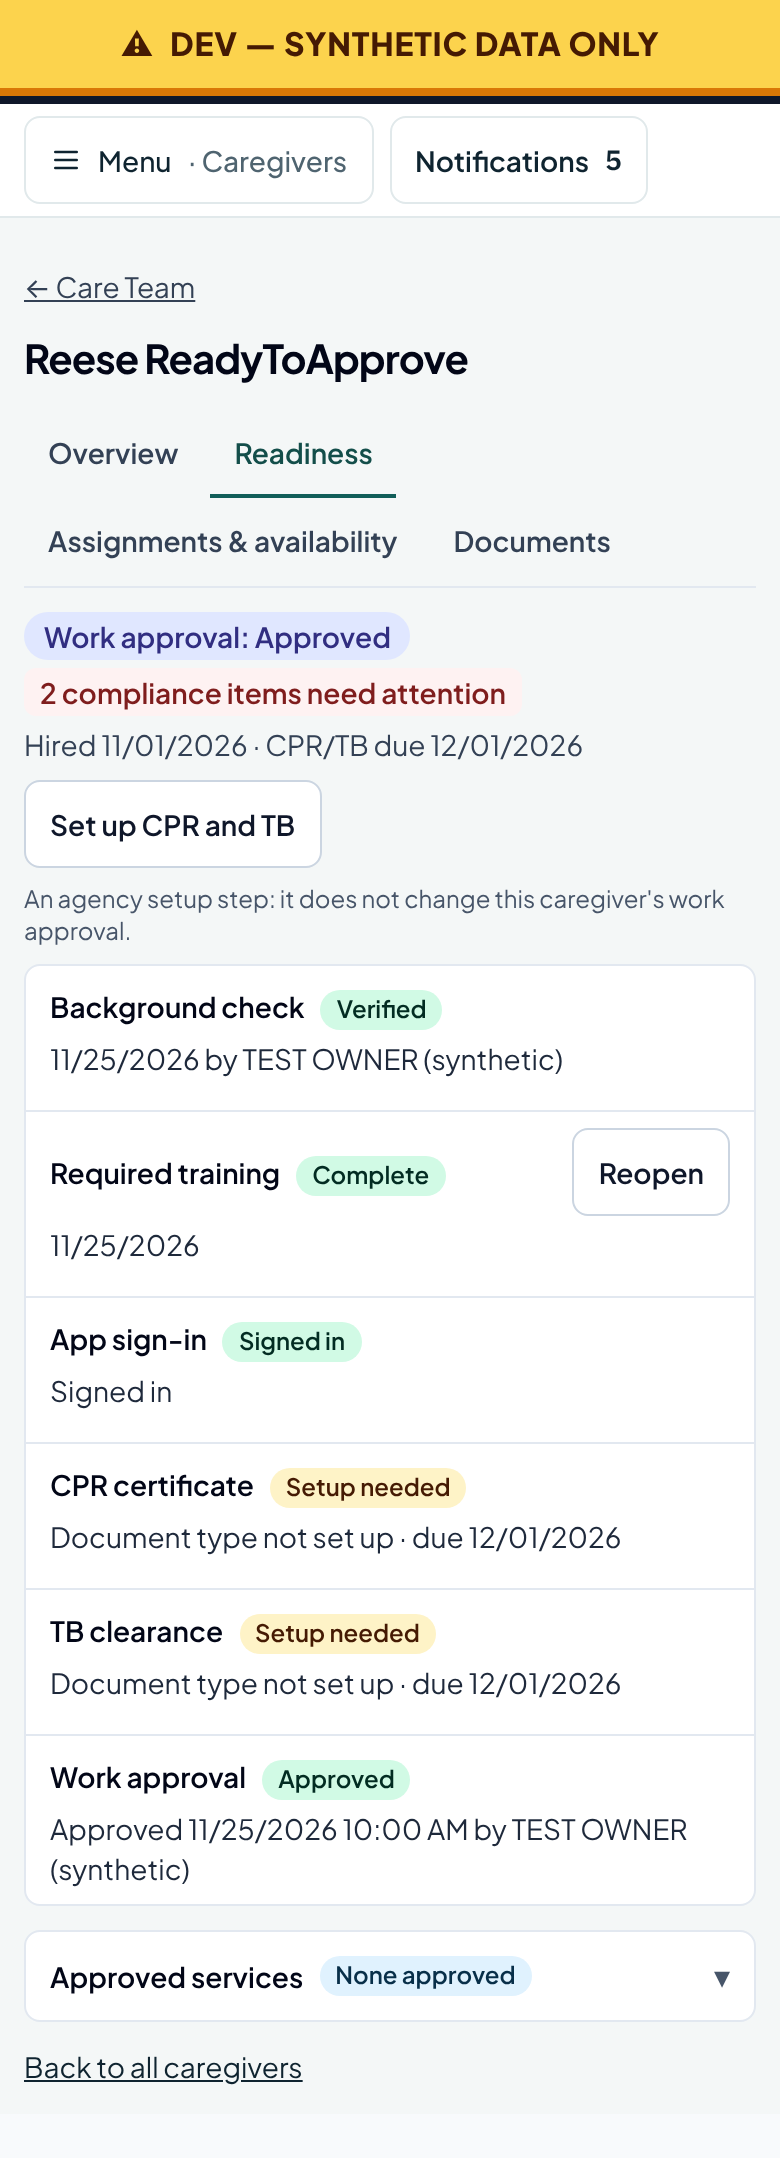 ⚠ DEV — SYNTHETIC DATA ONLY
☰ Menu · Caregivers Notifications 5
← Care Team
Reese ReadyToApprove
Overview Readiness
Assignments & availability Documents
Work approval: Approved
2 compliance items need attention
Hired 11/01/2026 · CPR/TB due 12/01/2026
Set up CPR and TB
An agency setup step: it does not change this caregiver's work
approval.
Background check Verified
11/25/2026 by TEST OWNER (synthetic)
Required training Complete Reopen
11/25/2026
App sign-in Signed in
Signed in
CPR certificate Setup needed
Document type not set up · due 12/01/2026
TB clearance Setup needed
Document type not set up · due 12/01/2026
Work approval Approved
Approved 11/25/2026 10:00 AM by TEST OWNER
(synthetic)
Approved services None approved ▼
Back to all caregivers